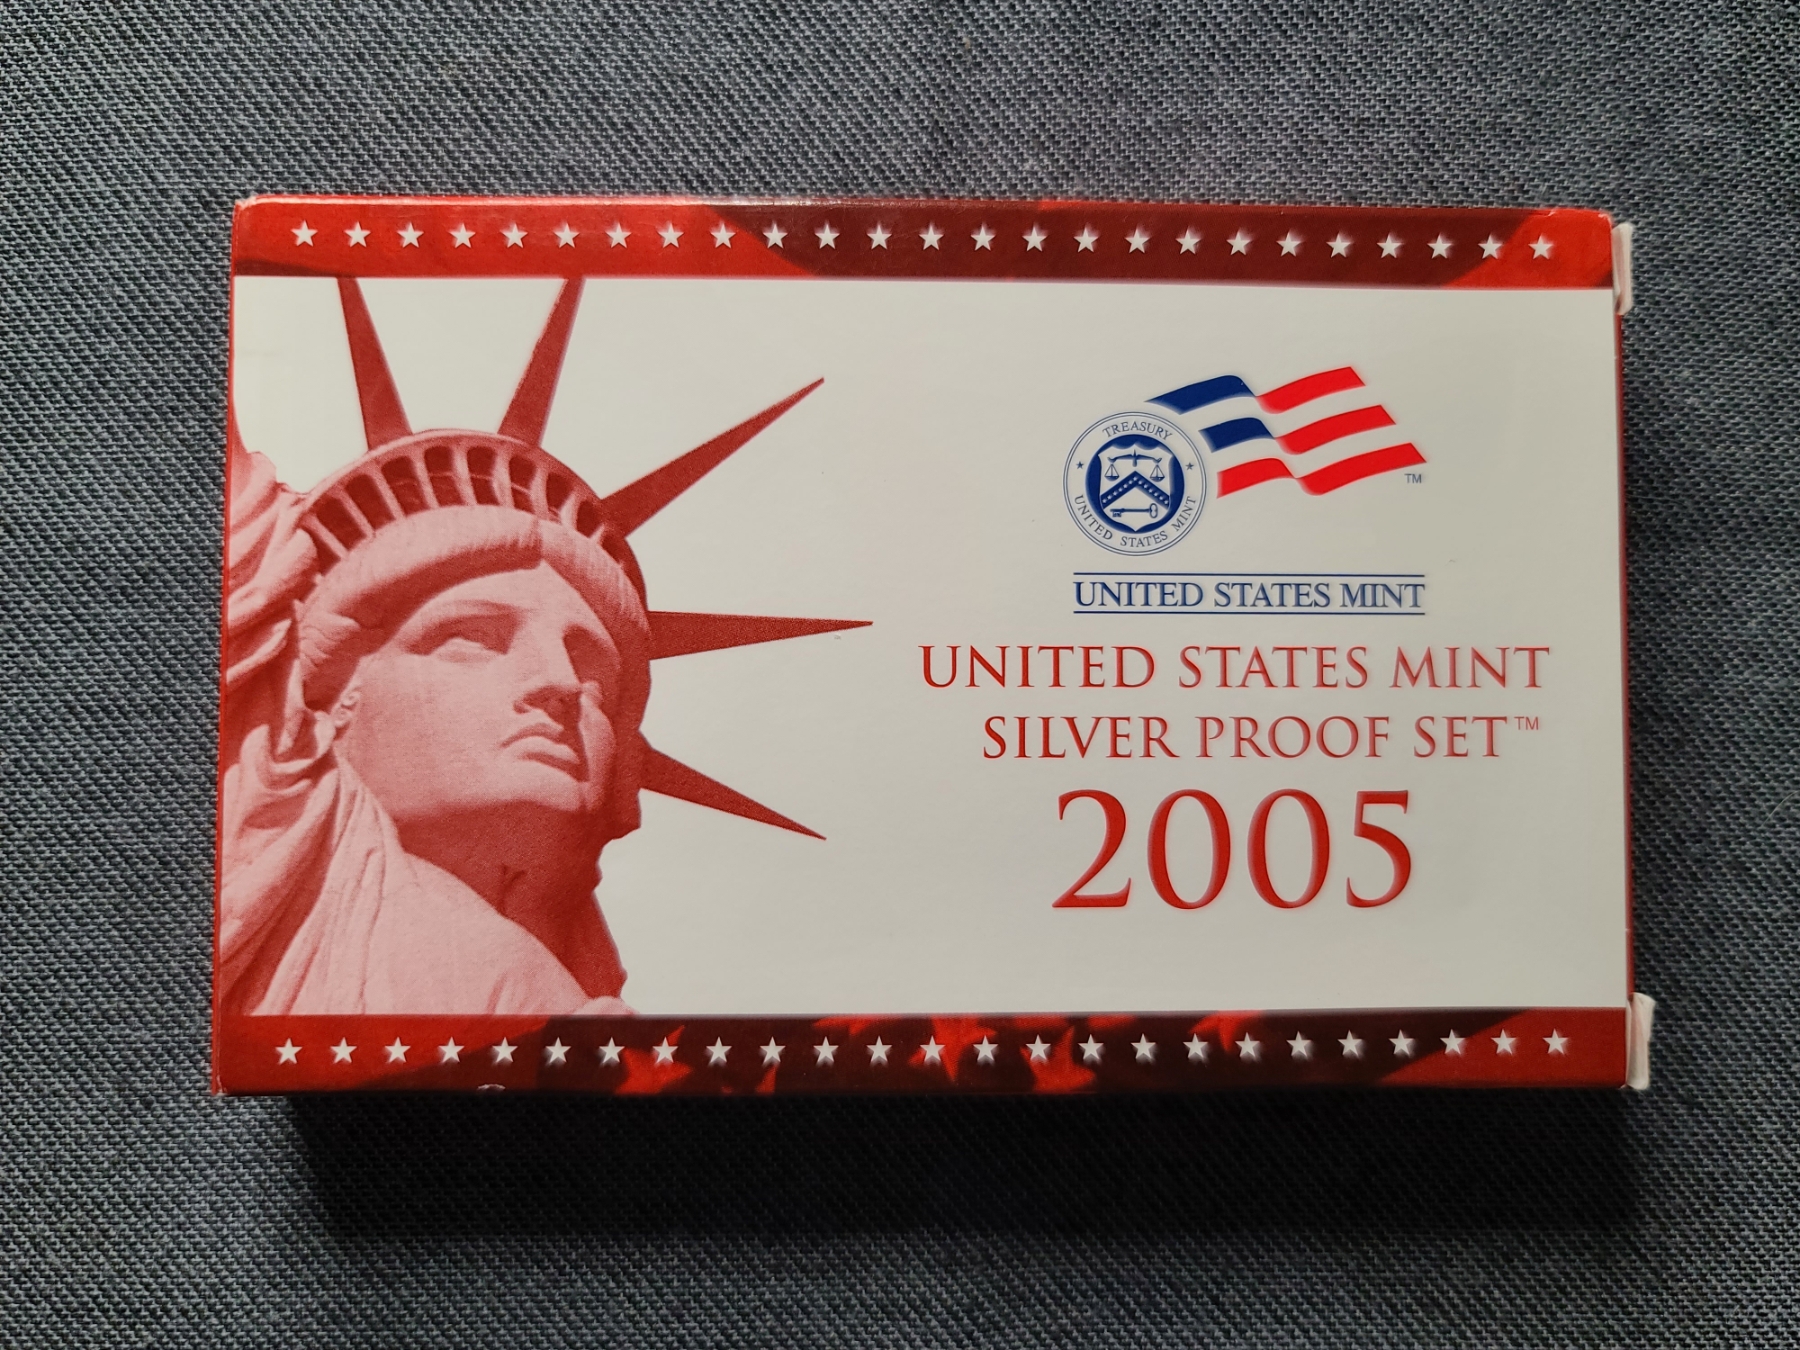 TREASURY
UNITED STATES MINT
TM
UNITED STATES MINT
UNITED STATES MINT
SILVER PROOF SET™
2005